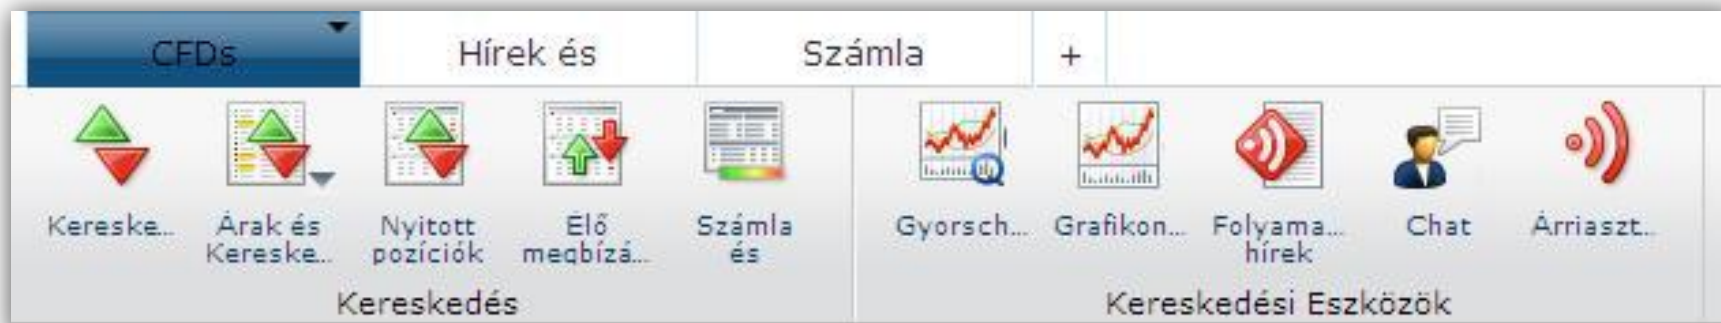 CFDs Hírek és Számla +
Kereske... Árak és Nyitott Élő Számla Gyorsch... Grafikon... Folyama... Chat Árriaszt...
Kereske... pozíciók megbízá... és hírek
Kereskedés Kereskedési Eszközök